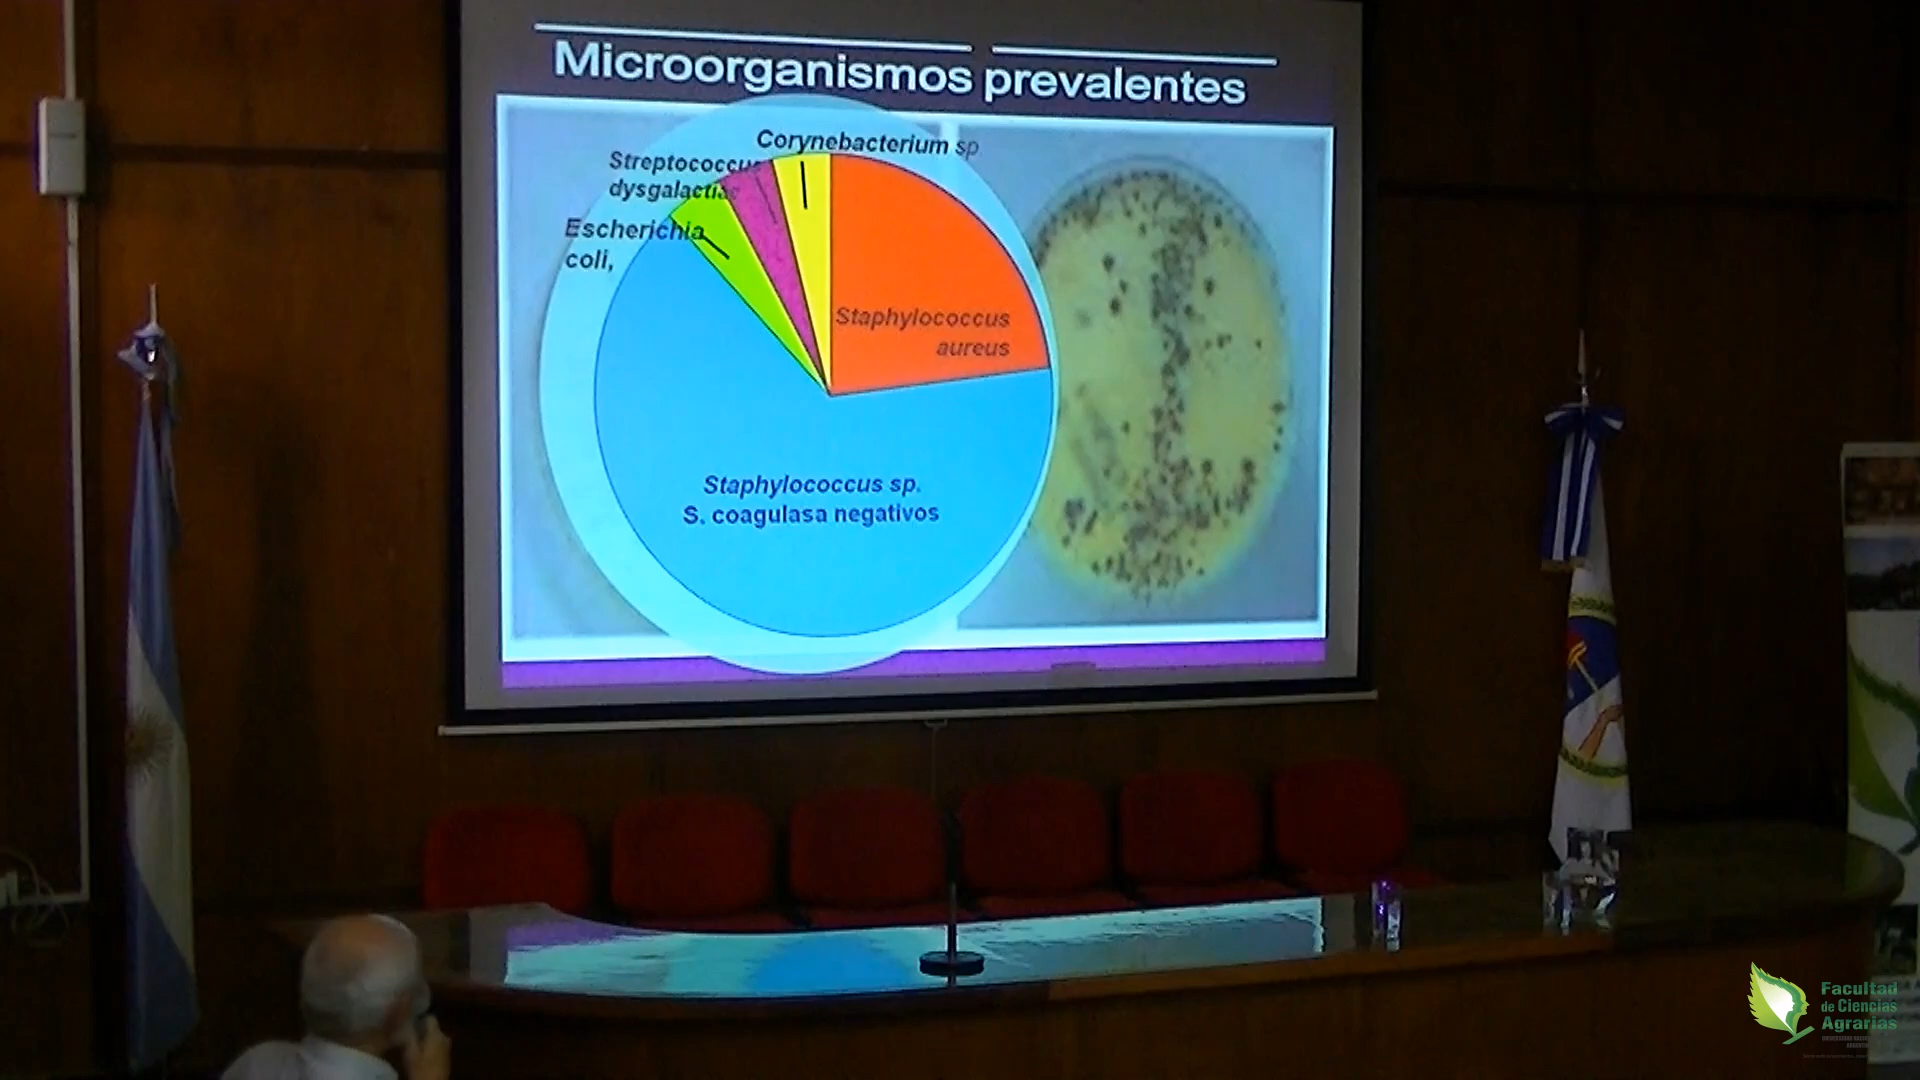 Microorganismos prevalentes
Corynebacterium sp
Streptococcus
dysgalactiae
Escherichia
coli,
Staphylococcus
aureus
Staphylococcus sp.
S. coagulasa negativos
Facultad
de Ciencias
Agrarias